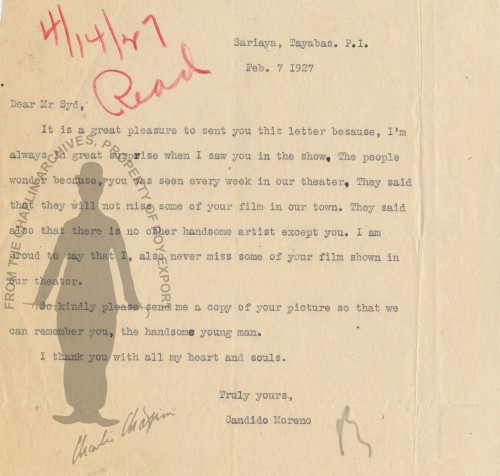 4/14/27
Read
Sariaya, Tayabas. P.I.
Feb. 7 1927
Dear Mr Syd,
It is a great pleasure to sent you this letter besause, I'm
always in great surprise when I saw you in the show. The people
wonder because, you was seen every week in our theater. They said
that they will not miss some of your film in our town. They said
also that there is no other handsome artist except you. I am
proud to say that I, also never miss some of your film shown in
our theater.
So kindly please send me a copy of your picture so that we
can remember you, the handsome young man.
I thank you with all my heart and souls.
Truly yours,
Candido Moreno
FROM THE CHAPLIN ARCHIVES, PROPERTY OF ROY EXPORT
Charlie Chaplin